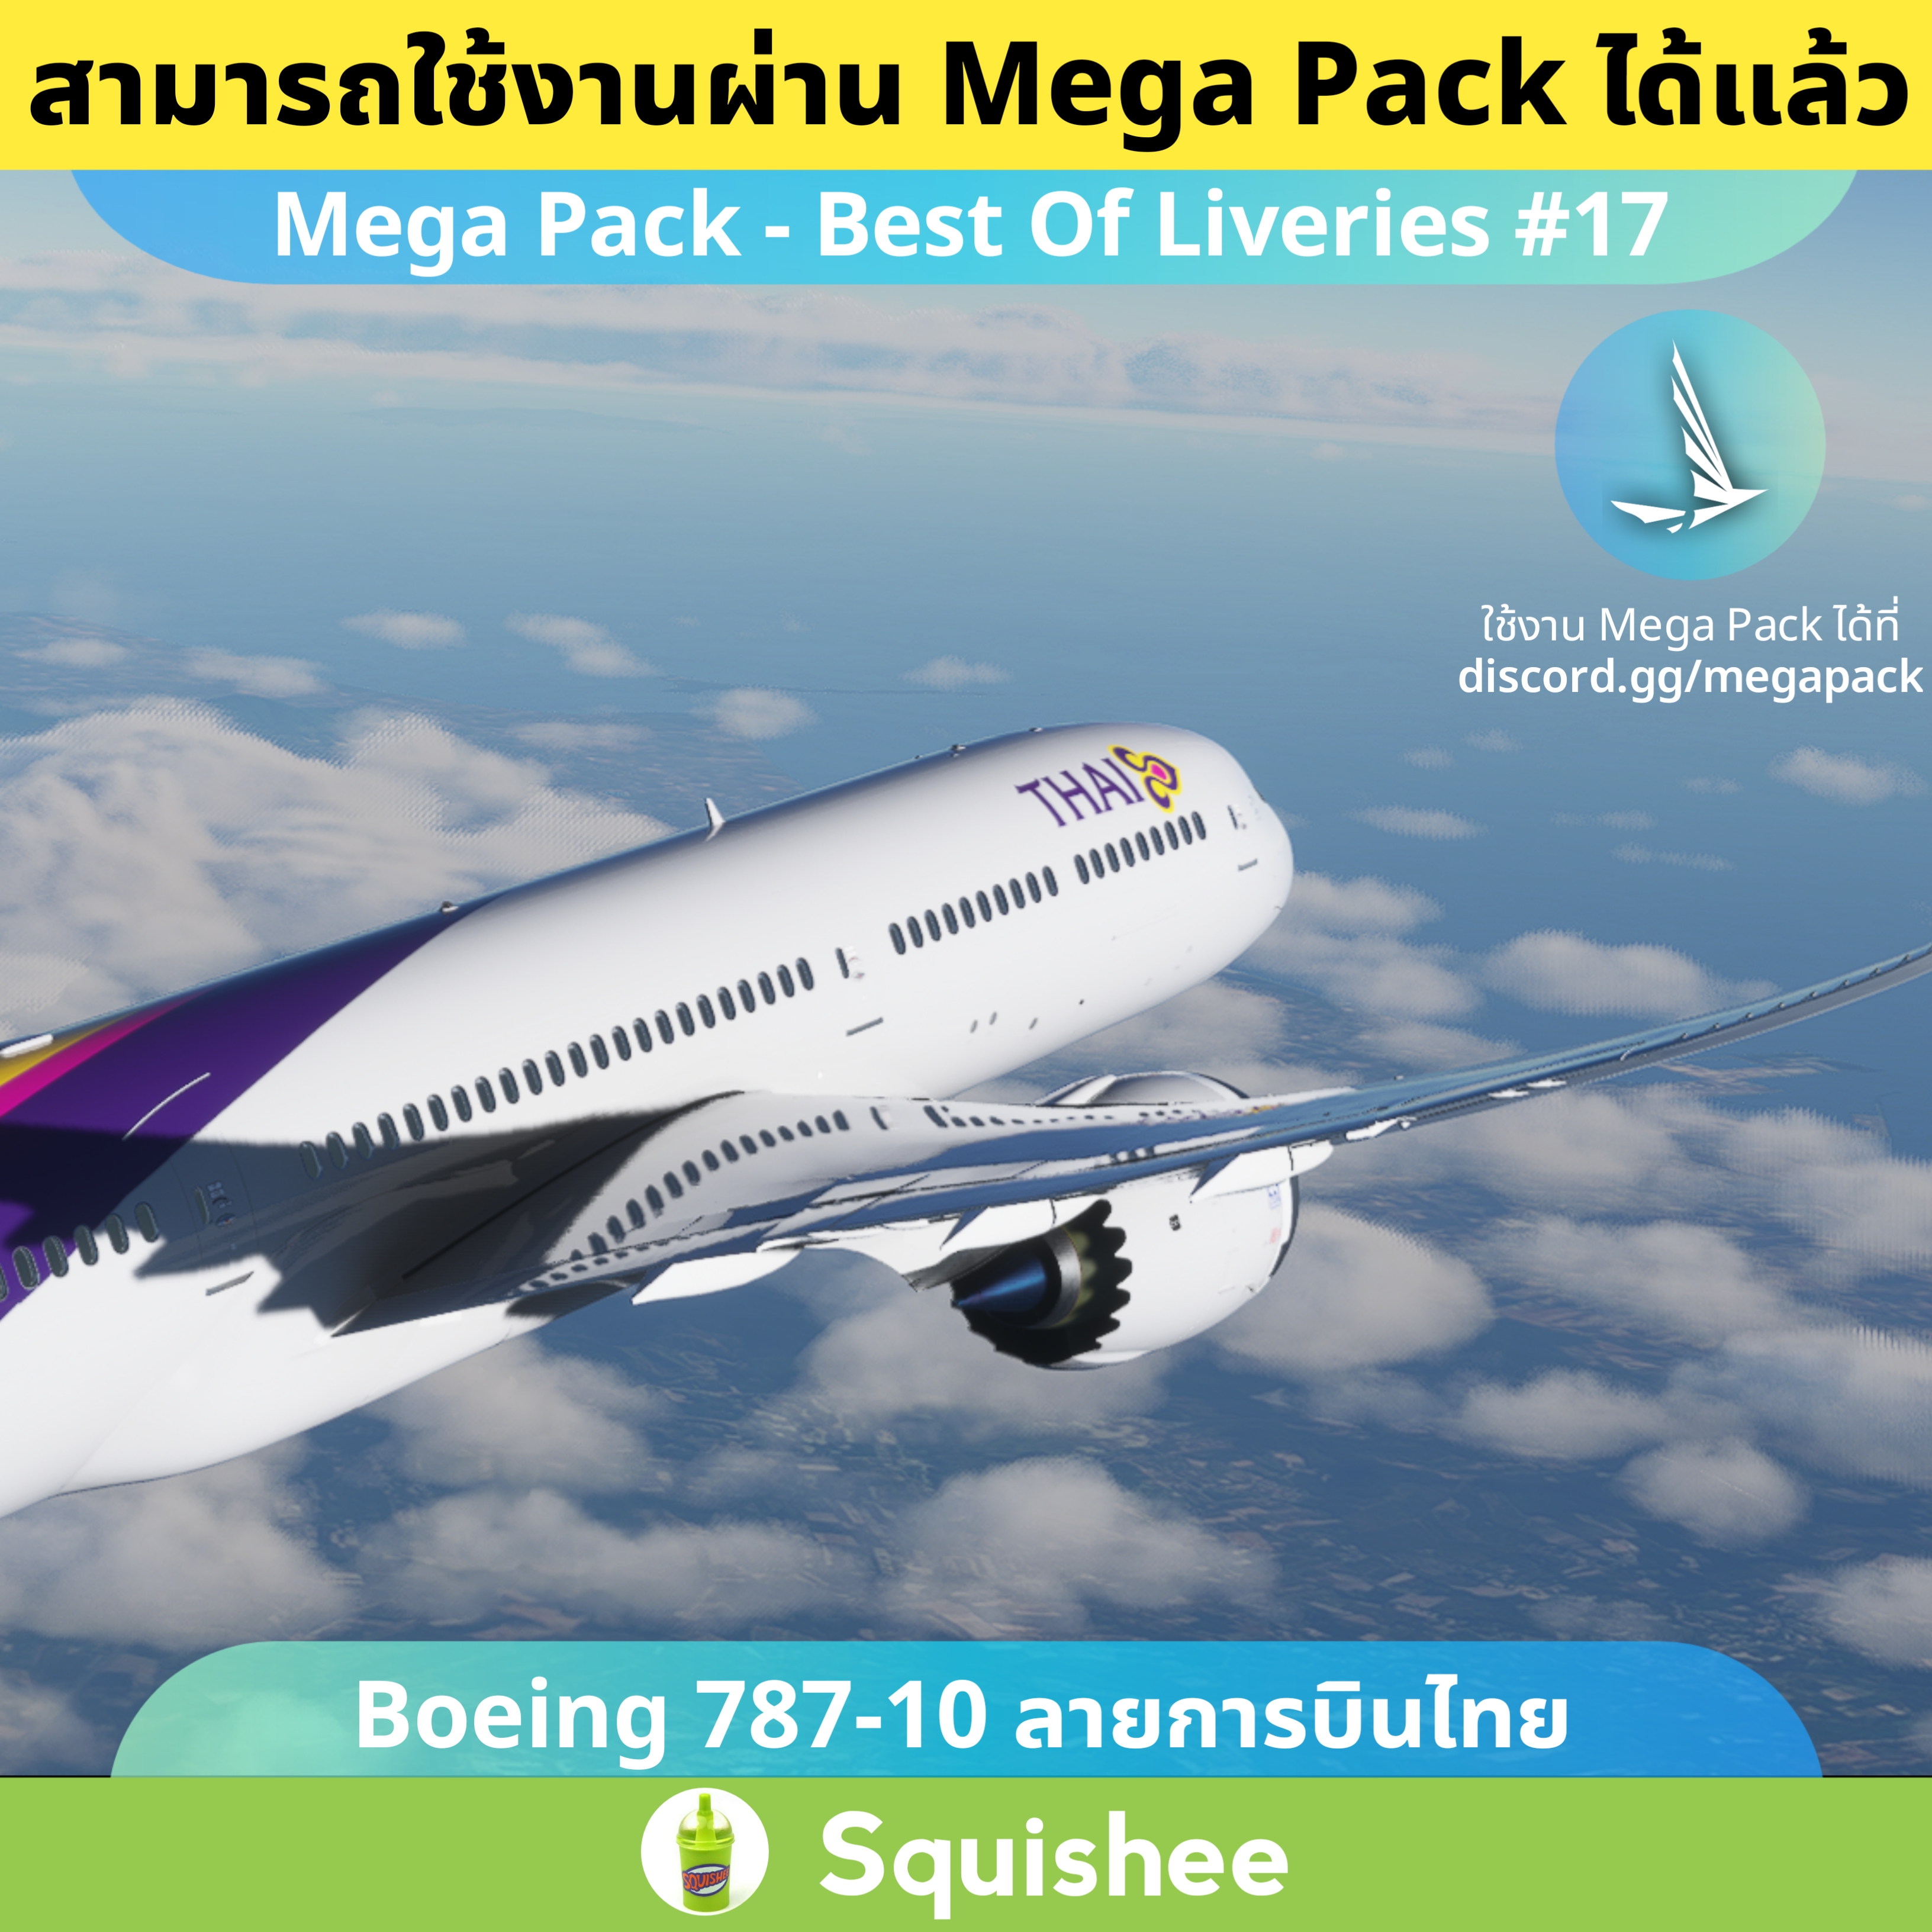 สามารถใช้งานผ่าน Mega Pack ได้แล้ว
Mega Pack - Best Of Liveries #17
ใช้งาน Mega Pack ได้ที่
discord.gg/megapack
THAI
Boeing 787-10 ลายการบินไทย
SQUISHEE
Squishee